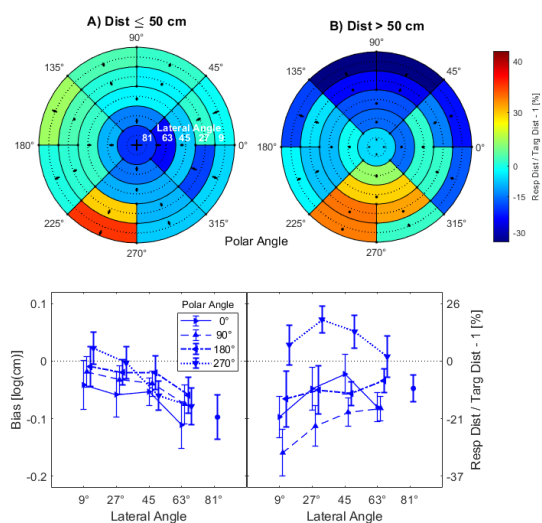 A) Dist ≤ 50 cm
B) Dist > 50 cm
90°
90°
135°
45°
135°
45°
Lateral Angle
81 63 45 27 9
180°
0°
180°
0°
225°
315°
225°
315°
270°
270°
Polar Angle
40
30
20
10
0
-15
-30
Resp Dist / Targ Dist - 1 [%]
0.1
0
-0.1
-0.2
Bias [log(cm)]
Polar Angle
0°
90°
180°
270°
26
0
-21
-37
Resp Dist / Targ Dist - 1 [%]
9° 27° 45 63° 81°
9° 27° 45 63° 81°
Lateral Angle
Lateral Angle